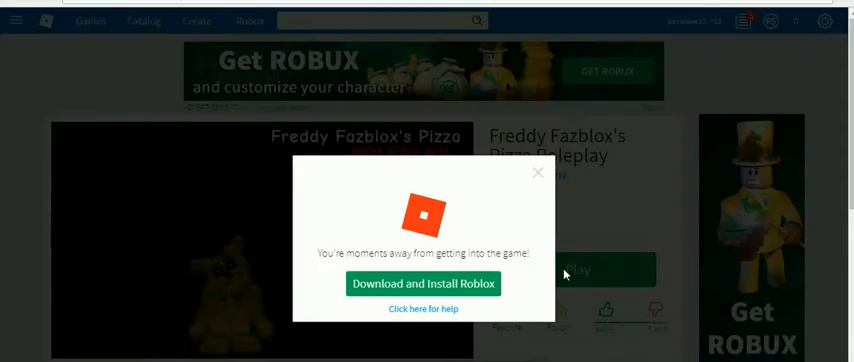 Games Catalog Create Robux
Get ROBUX
and customize your character
GET ROBUX
Freddy Fazblox's Pizza
Freddy Fazblox's
Pizza Roleplay
You're moments away from getting into the game!
Play
Download and Install Roblox
Click here for help
Favorite
Get
ROBUX